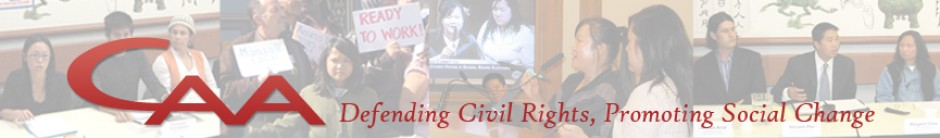 READY
TO WORK!
CAA
Defending Civil Rights, Promoting Social Change